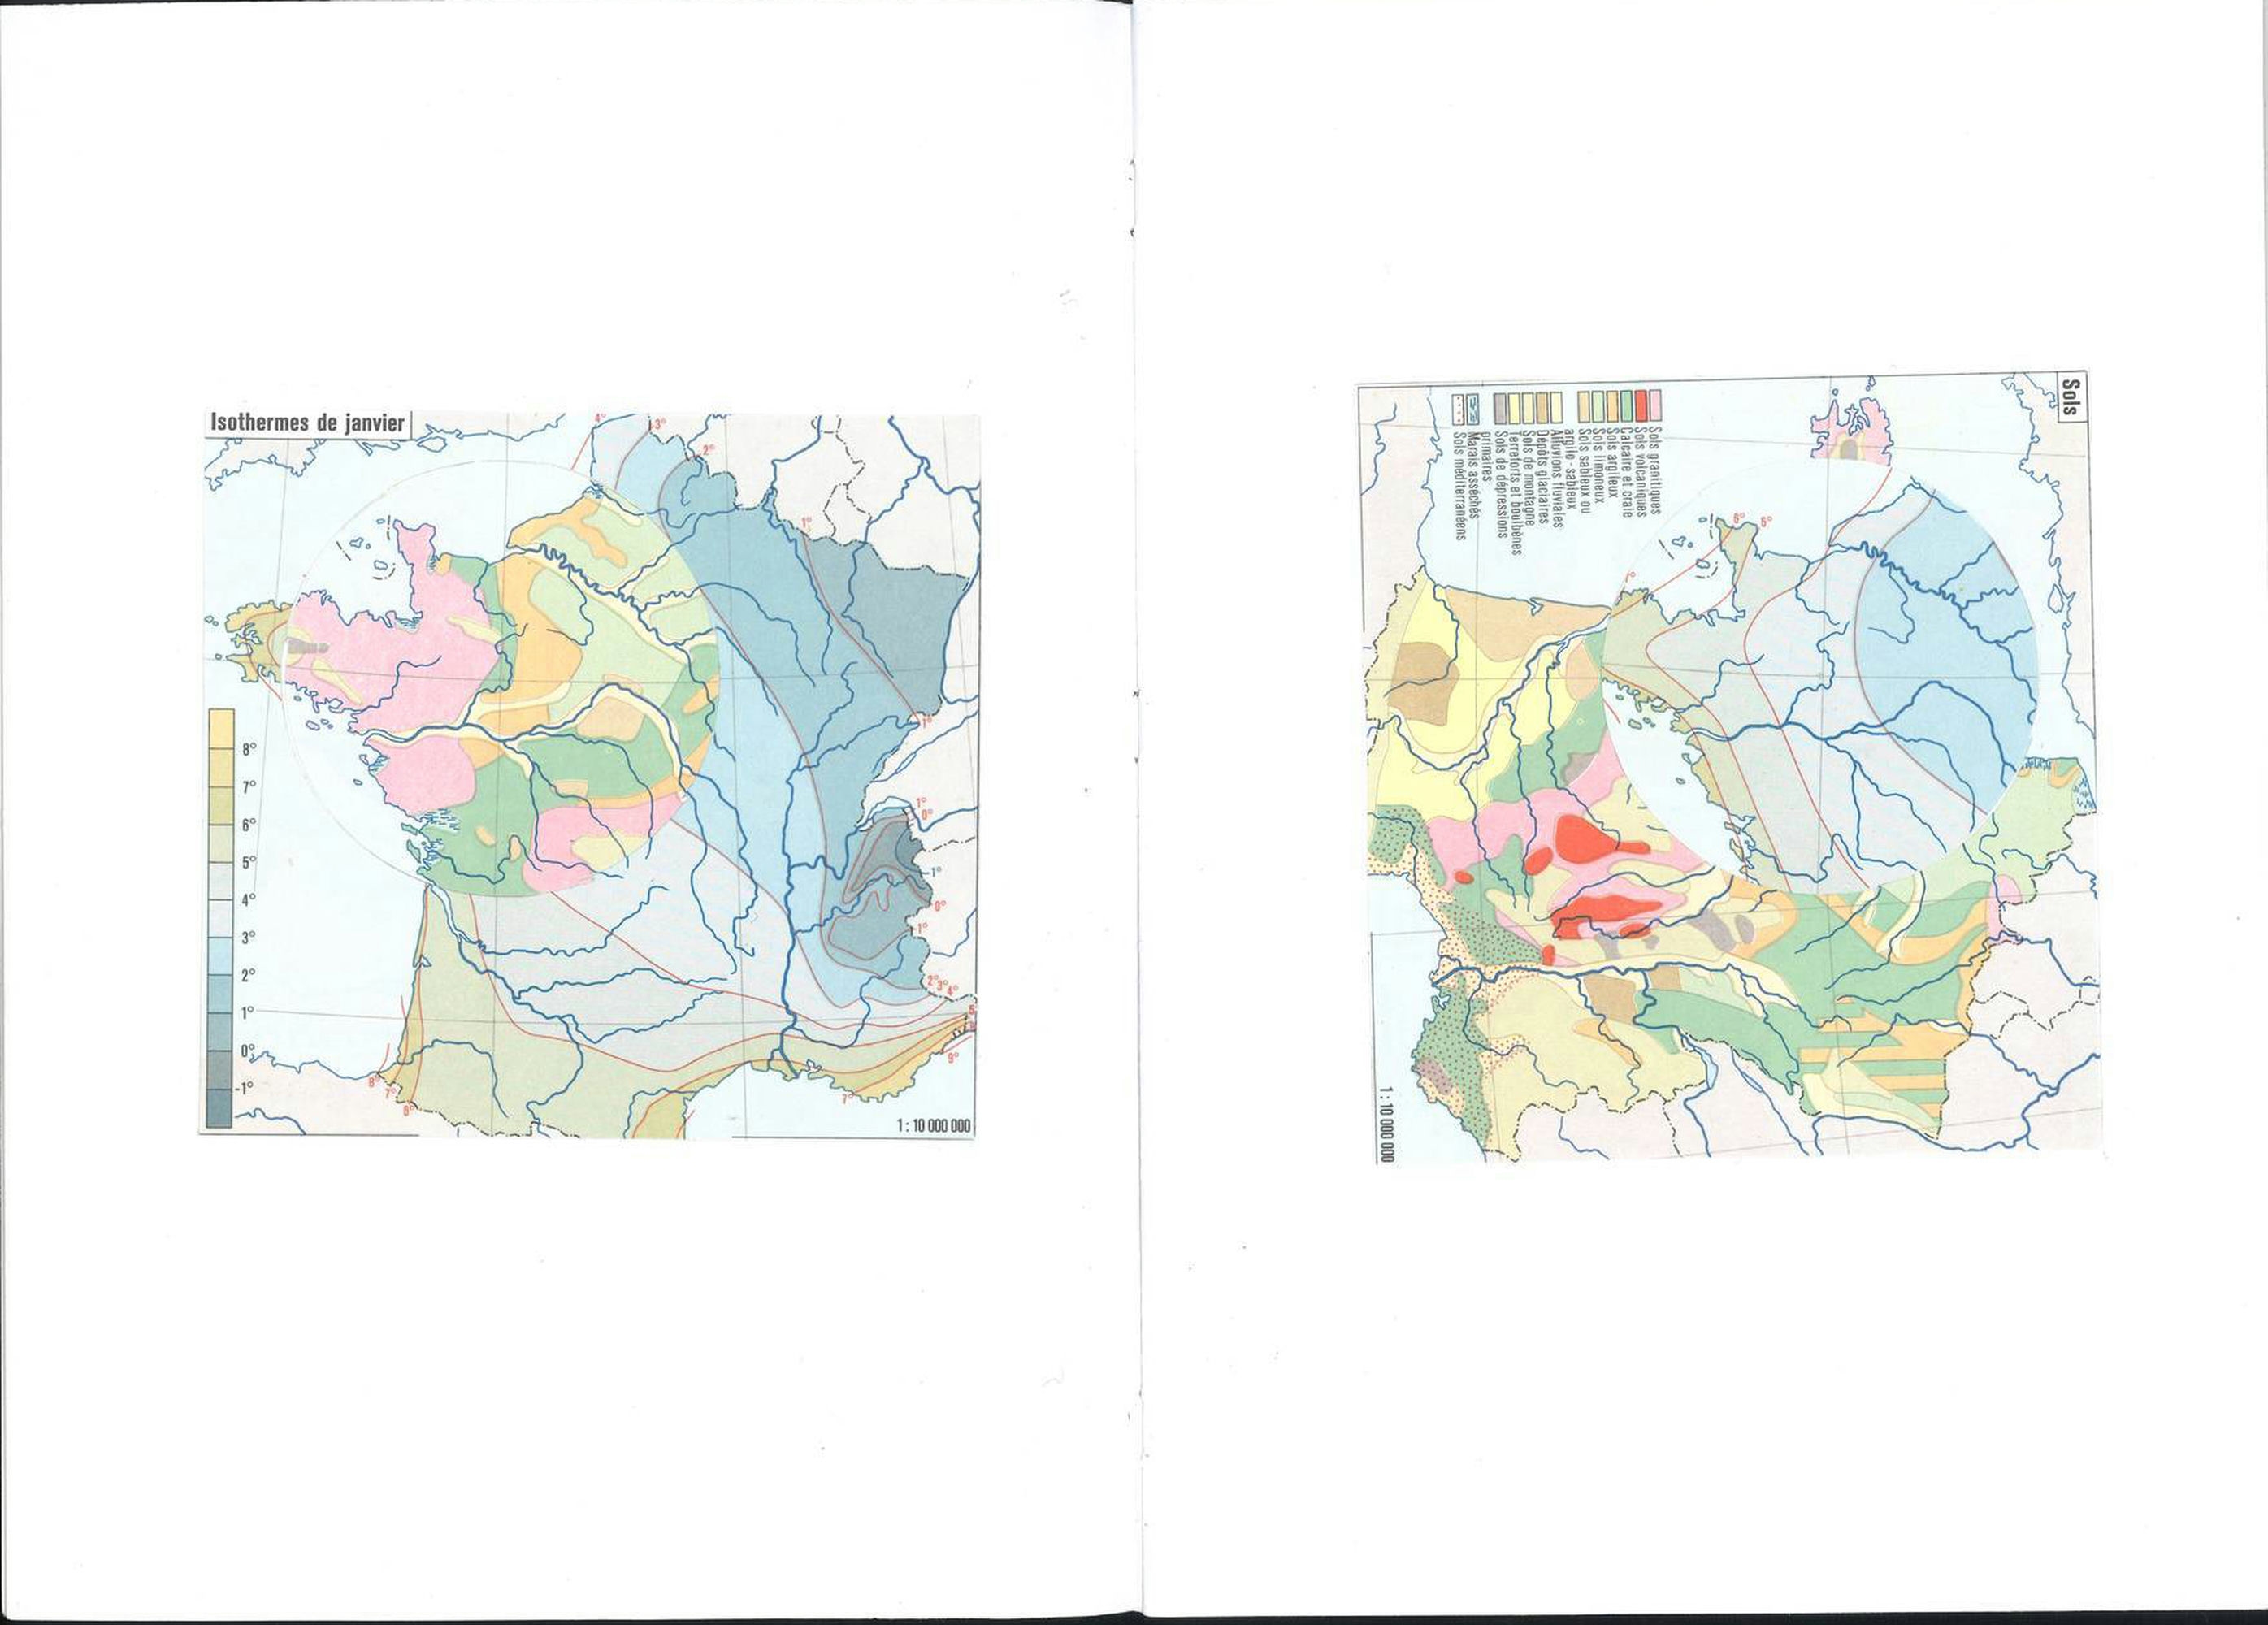 Isothermes de janvier
4°
3°
2°
1°
1°
1°
0°
-1°
0°
1°
2° 3° 4°
5°
9°
7°
8°
7°
6°
5°
4°
3°
2°
1°
0°
-1°
8°
7°
1 : 10 000 000
Sols
Sols granitiques
Sols volcaniques
Calcaire et craie
Sols argileux
Sols limoneux
Sols sableux ou
argilo-sableux
Alluvions fluviales
Dépôts glaciaires
Sols de montagne
Terreforts et boulbènes
Sols de dépressions
primaires
Marais asséchés
Sols méditerranéens
6°
5°
7°
1 : 10 000 000